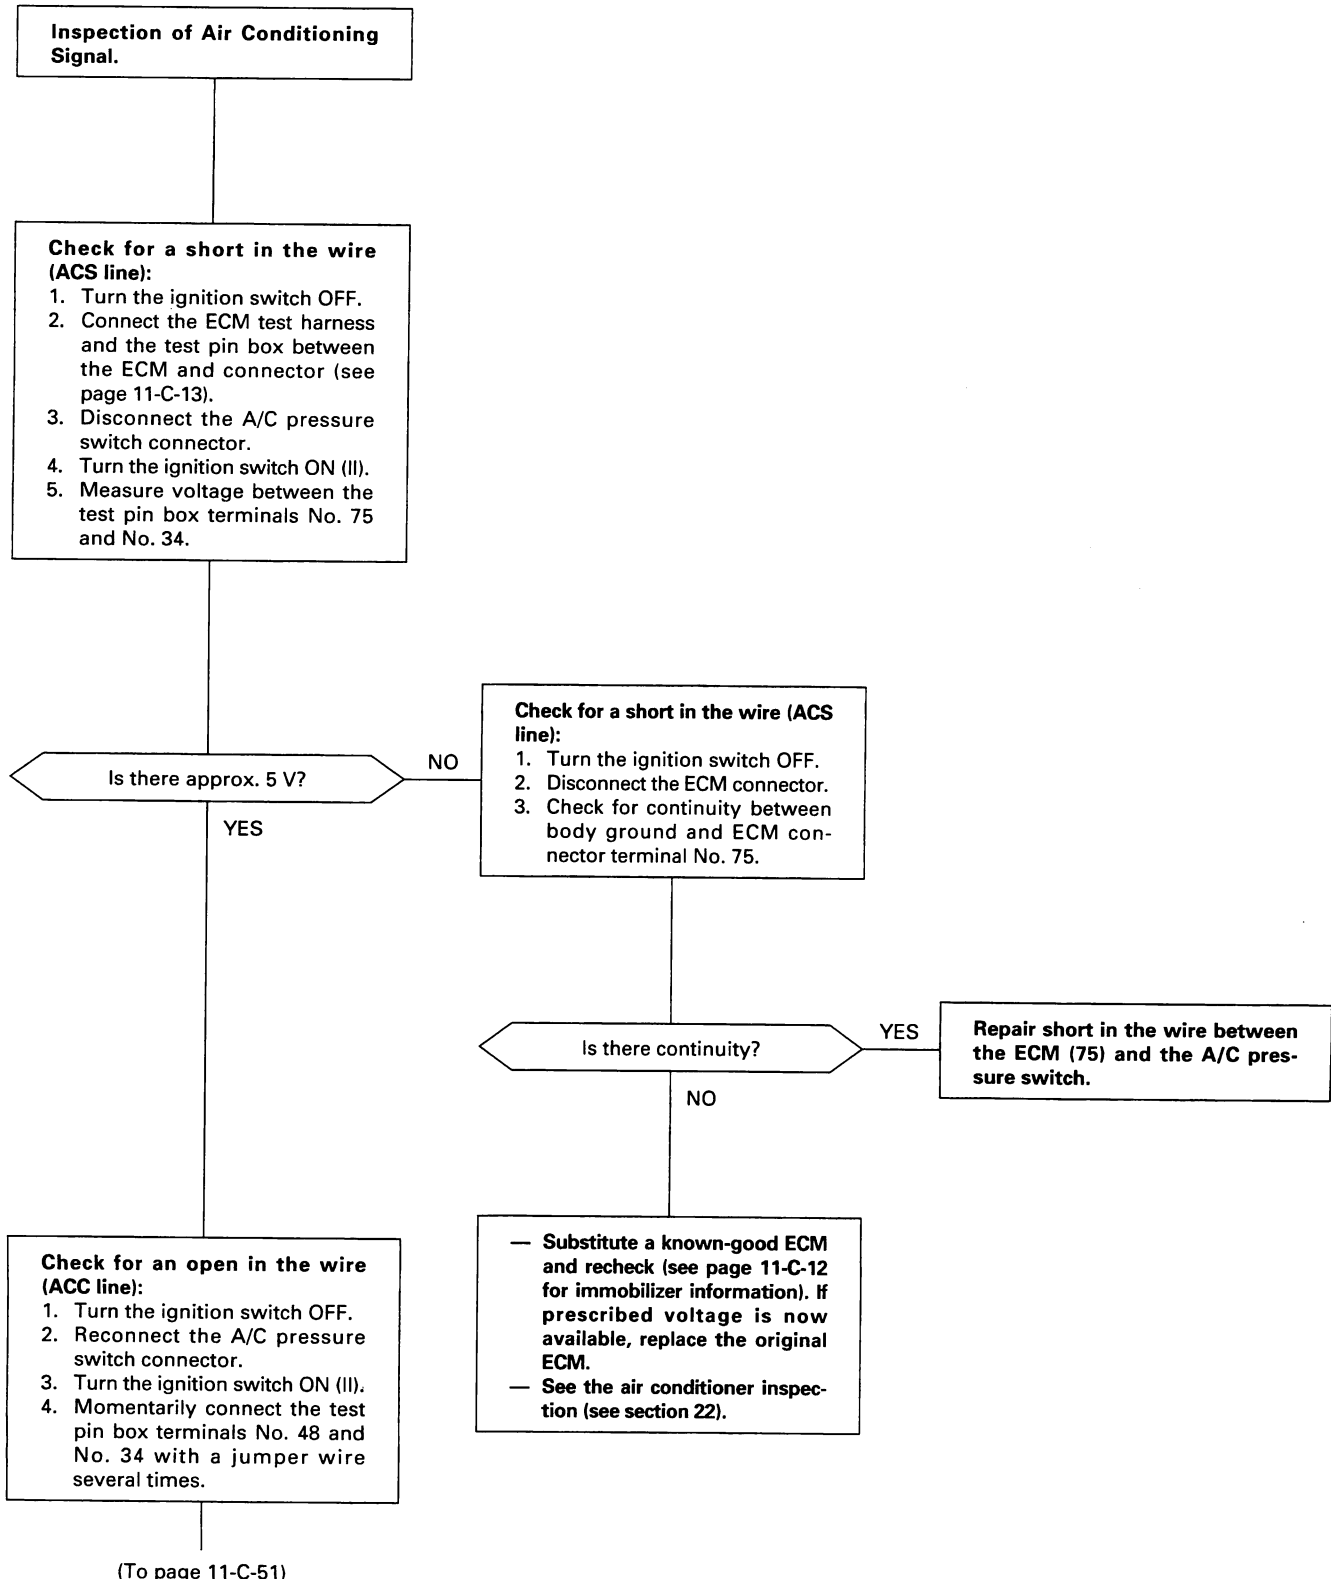 Inspection of Air Conditioning
Signal.
Check for a short in the wire
(ACS line):
1. Turn the ignition switch OFF.
2. Connect the ECM test harness
and the test pin box between
the ECM and connector (see
page 11-C-13).
3. Disconnect the A/C pressure
switch connector.
4. Turn the ignition switch ON (II).
5. Measure voltage between the
test pin box terminals No. 75
and No. 34.
Is there approx. 5 V?
NO
YES
Check for a short in the wire (ACS
line):
1. Turn the ignition switch OFF.
2. Disconnect the ECM connector.
3. Check for continuity between
body ground and ECM con-
nector terminal No. 75.
Is there continuity?
YES
NO
Repair short in the wire between
the ECM (75) and the A/C pres-
sure switch.
— Substitute a known-good ECM
and recheck (see page 11-C-12
for immobilizer information). If
prescribed voltage is now
available, replace the original
ECM.
— See the air conditioner inspec-
tion (see section 22).
Check for an open in the wire
(ACC line):
1. Turn the ignition switch OFF.
2. Reconnect the A/C pressure
switch connector.
3. Turn the ignition switch ON (II).
4. Momentarily connect the test
pin box terminals No. 48 and
No. 34 with a jumper wire
several times.
(To page 11-C-51)